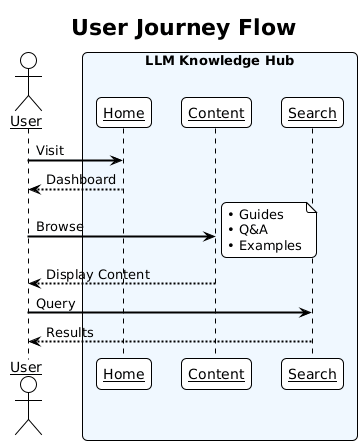 User Journey Flow
LLM Knowledge Hub
User
Home
Content
Search
Visit
Dashboard
Browse
• Guides
• Q&A
• Examples
Display Content
Query
Results
User
Home
Content
Search